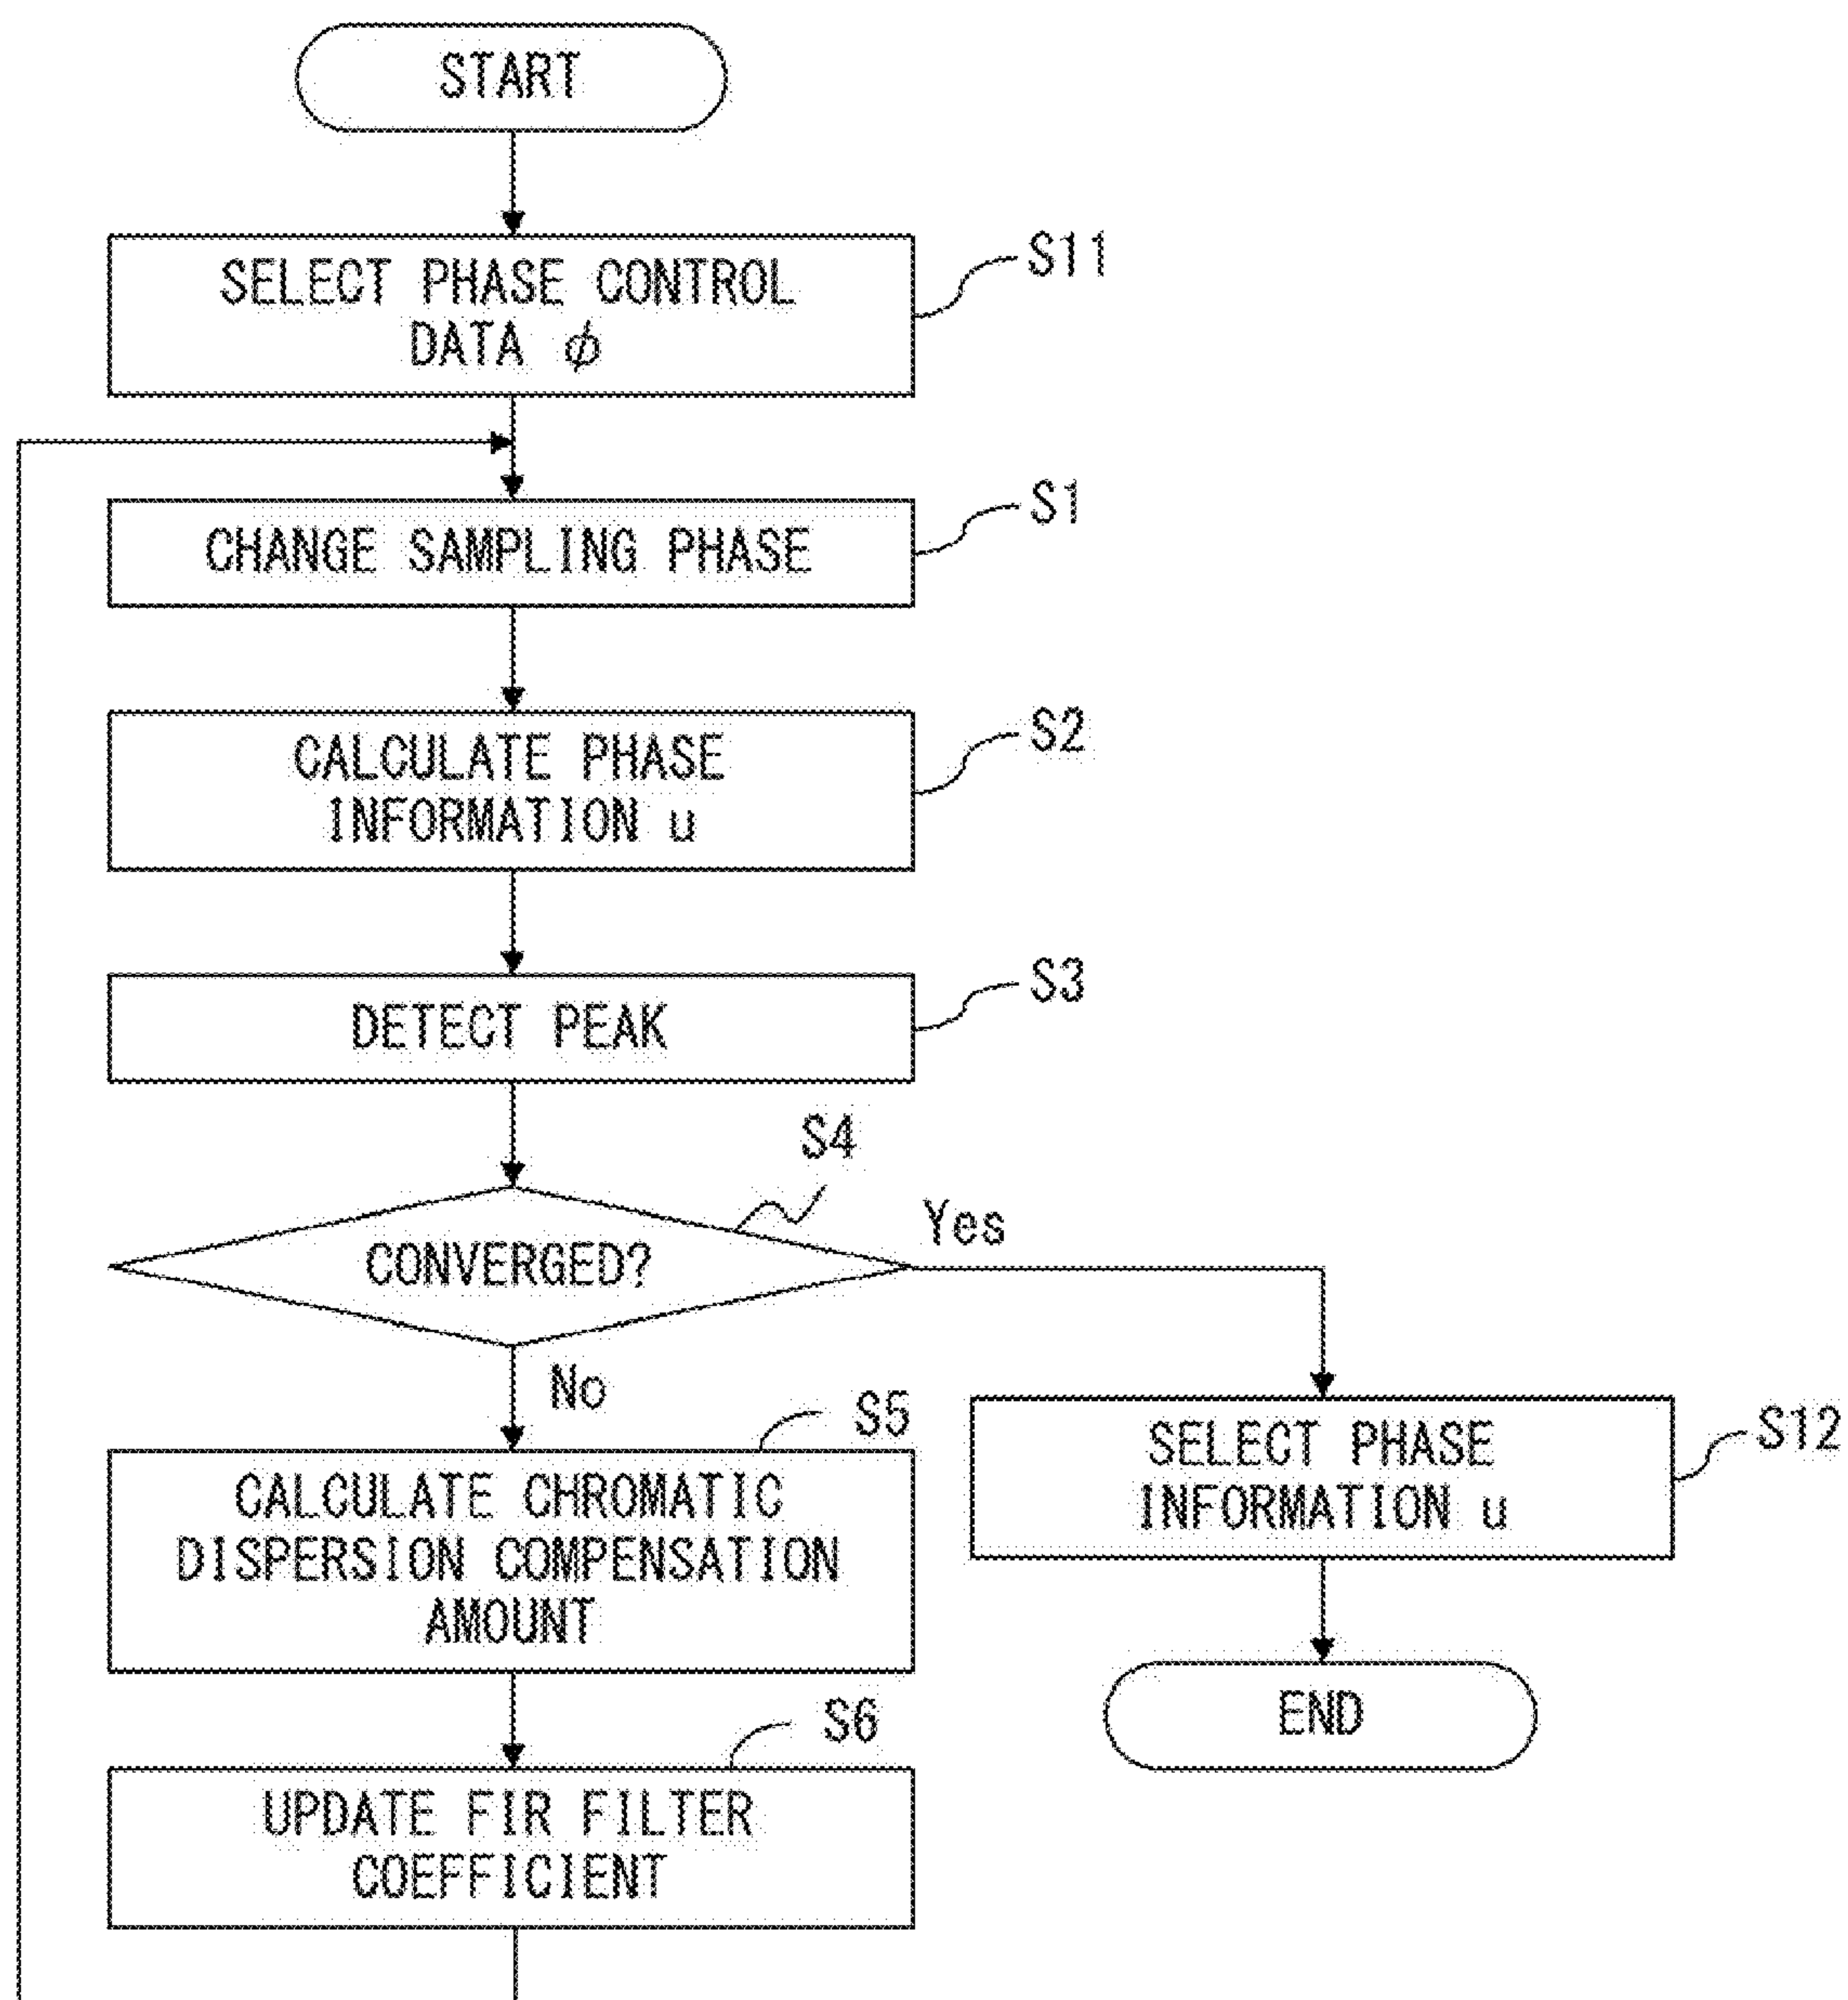 START
SELECT PHASE CONTROL
DATA φ
S11
CHANGE SAMPLING PHASE
S1
CALCULATE PHASE
INFORMATION u
S2
DETECT PEAK
S3
S4
CONVERGED?
Yes
No
S5
CALCULATE CHROMATIC
DISPERSION COMPENSATION
AMOUNT
SELECT PHASE
INFORMATION u
S12
S6
UPDATE FIR FILTER
COEFFICIENT
END